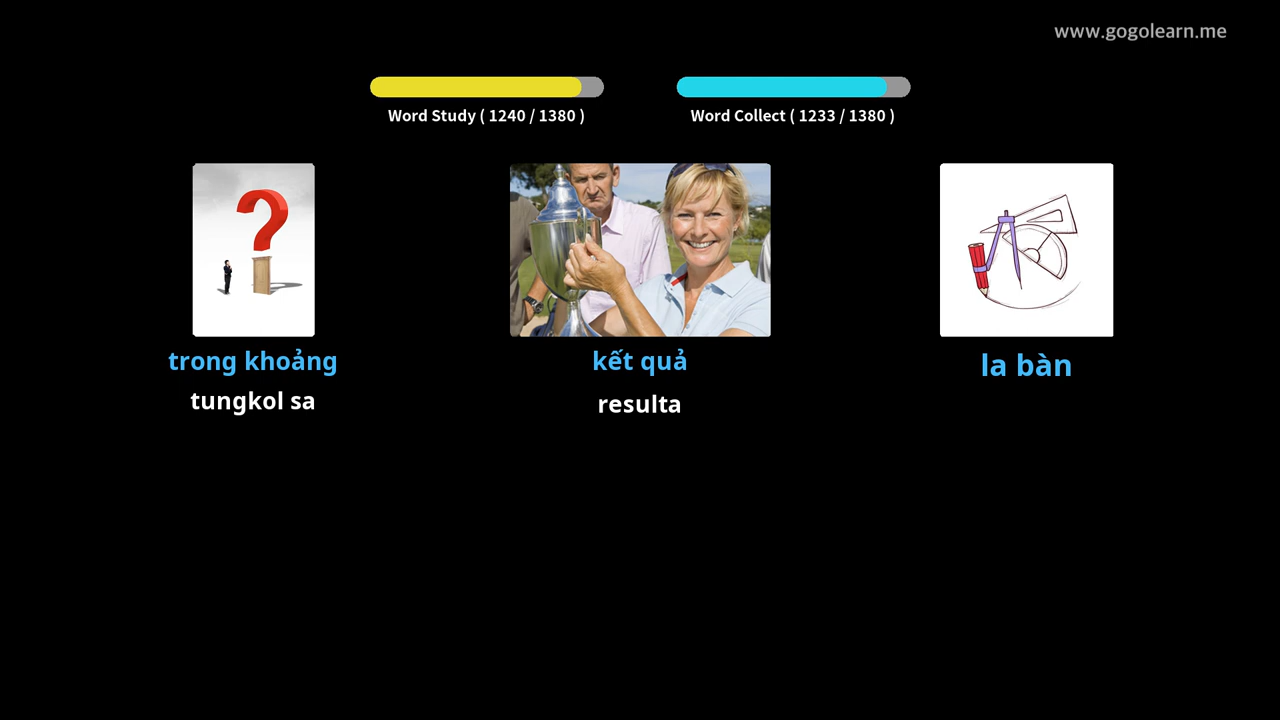 www.gogolearn.me
Word Study ( 1240 / 1380 )
Word Collect ( 1233 / 1380 )
trong khoảng
kết quả
la bàn
tungkol sa
resulta